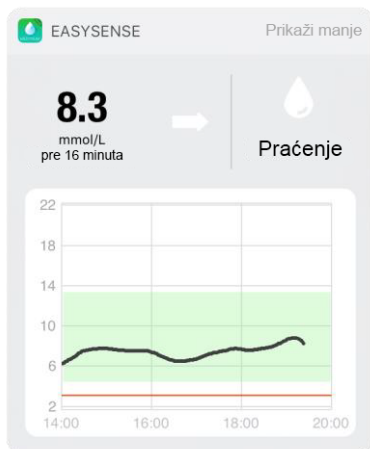 EASYSENSE
Prikaži manje
8.3
mmol/L
pre 16 minuta
Praćenje
22
18
14
10
6
2
14:00 16:00 18:00 20:00